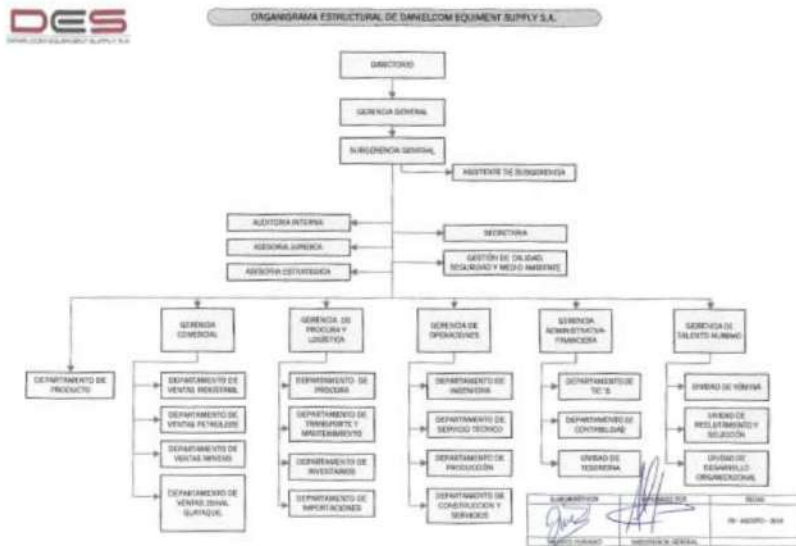 DES
DANIELCOM EQUIMENT SUPPLY S.A.
ORGANIGRAMA ESTRUCTURAL DE DANIELCOM EQUIMENT SUPPLY S.A.
DIRECTORIO
GERENCIA GENERAL
SUBGERENCIA GENERAL
ASISTENTE DE SUBGERENCIA
AUDITORIA INTERNA
SECRETARIA
ASESORIA JURIDICA
GESTIÓN DE CALIDAD,
SEGURIDAD Y MEDIO AMBIENTE
ASESORIA ESTRATEGICA
GERENCIA
COMERCIAL
GERENCIA DE
PROCURA Y
LOGÍSTICA
GERENCIA DE
OPERACIONES
GERENCIA
ADMINISTRATIVA-
FINANCIERA
GERENCIA DE
TALENTO HUMANO
DEPARTAMENTO DE
PRODUCTO
DEPARTAMENTO DE
VENTAS INDUSTRIAL
DEPARTAMENTO DE
VENTAS PETROLEOS
DEPARTAMENTO DE
VENTAS MINERO
DEPARTAMENTO DE
VENTAS ZONAL
GUAYAQUIL
DEPARTAMENTO DE
PROCURA
DEPARTAMENTO DE
TRANSPORTE Y
MANTENIMIENTO
DEPARTAMENTO DE
INVENTARIOS
DEPARTAMENTO DE
IMPORTACIONES
DEPARTAMENTO DE
INGENIERIA
DEPARTAMENTO DE
SERVICIO TÉCNICO
DEPARTAMENTO DE
PRODUCCIÓN
DEPARTAMENTO DE
CONSTRUCCION Y
SERVICIOS
DEPARTAMENTO DE
TIC´S
DEPARTAMENTO DE
CONTABILIDAD
UNIDAD DE
TESORERIA
UNIDAD DE NÓMINA
UNIDAD DE
RECLUTAMIENTO Y
SELECCIÓN
UNIDAD DE
DESARROLLO
ORGANIZACIONAL
ELABORADO POR
APROBADO POR
FECHA
TALENTO HUMANO
SUBGERENCIA GENERAL